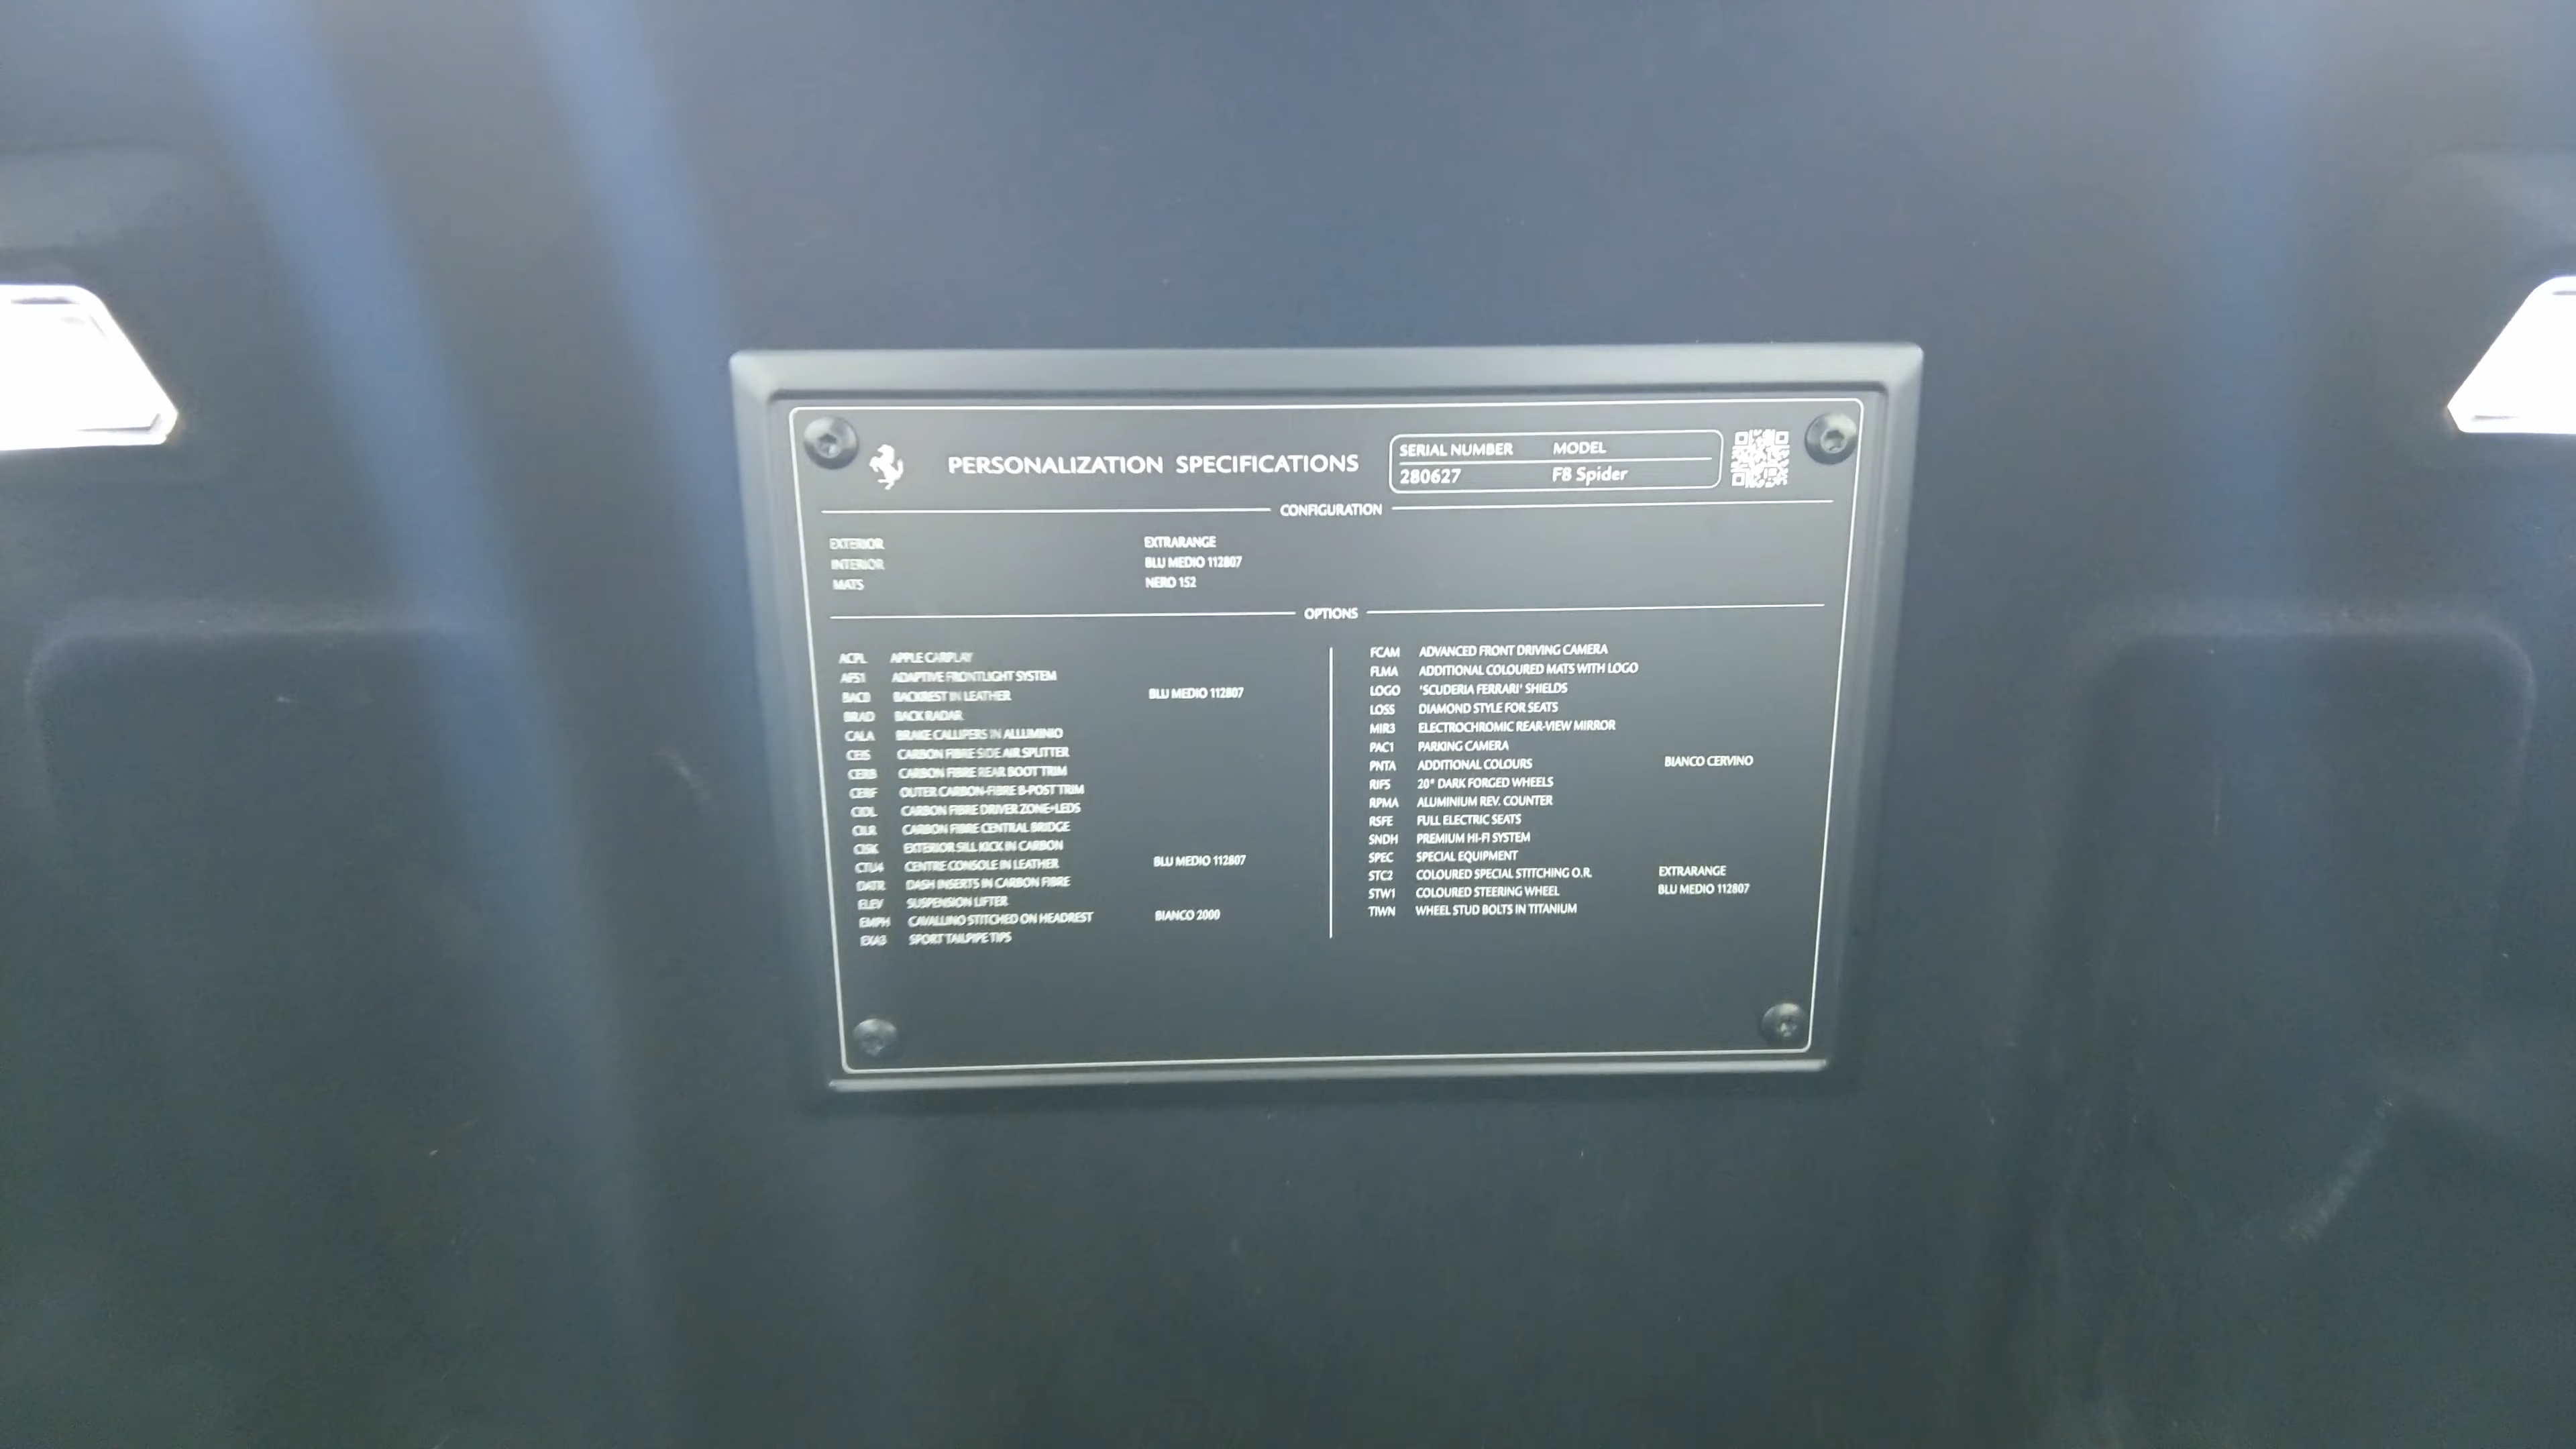 PERSONALIZATION SPECIFICATIONS
SERIAL NUMBER MODEL
280627 F8 Spider
CONFIGURATION
EXTERIOR EXTRARANGE
INTERIOR BLU MEDIO 112807
MATS NERO 152
OPTIONS
ACPL APPLE CARPLAY
AFS1 ADAPTIVE FRONTLIGHT SYSTEM
BACB BACKREST IN LEATHER BLU MEDIO 112807
BRAD BACK RADAR
CALA BRAKE CALLIPERS IN ALLUMINIO
CEIS CARBON FIBRE SIDE AIR SPLITTER
CERB CARBON FIBRE REAR BOOT TRIM
CERF OUTER CARBON-FIBRE B-POST TRIM
CIDL CARBON FIBRE DRIVER ZONE+LEDS
CILR CARBON FIBRE CENTRAL BRIDGE
CISK EXTERIOR SILL KICK IN CARBON
CTU4 CENTRE CONSOLE IN LEATHER BLU MEDIO 112807
DATR DASH INSERTS IN CARBON FIBRE
ELEV SUSPENSION LIFTER
EMPH CAVALLINO STITCHED ON HEADREST BIANCO 2000
EXA3 SPORT TAILPIPE TIPS
FCAM ADVANCED FRONT DRIVING CAMERA
FLMA ADDITIONAL COLOURED MATS WITH LOGO
LOGO 'SCUDERIA FERRARI' SHIELDS
LOSS DIAMOND STYLE FOR SEATS
MIR3 ELECTROCHROMIC REAR-VIEW MIRROR
PAC1 PARKING CAMERA
PNTA ADDITIONAL COLOURS BIANCO CERVINO
RIF5 20" DARK FORGED WHEELS
RPMA ALUMINIUM REV. COUNTER
RSFE FULL ELECTRIC SEATS
SNDH PREMIUM HI-FI SYSTEM
SPEC SPECIAL EQUIPMENT
STC2 COLOURED SPECIAL STITCHING O.R. EXTRARANGE
STW1 COLOURED STEERING WHEEL BLU MEDIO 112807
TIWN WHEEL STUD BOLTS IN TITANIUM